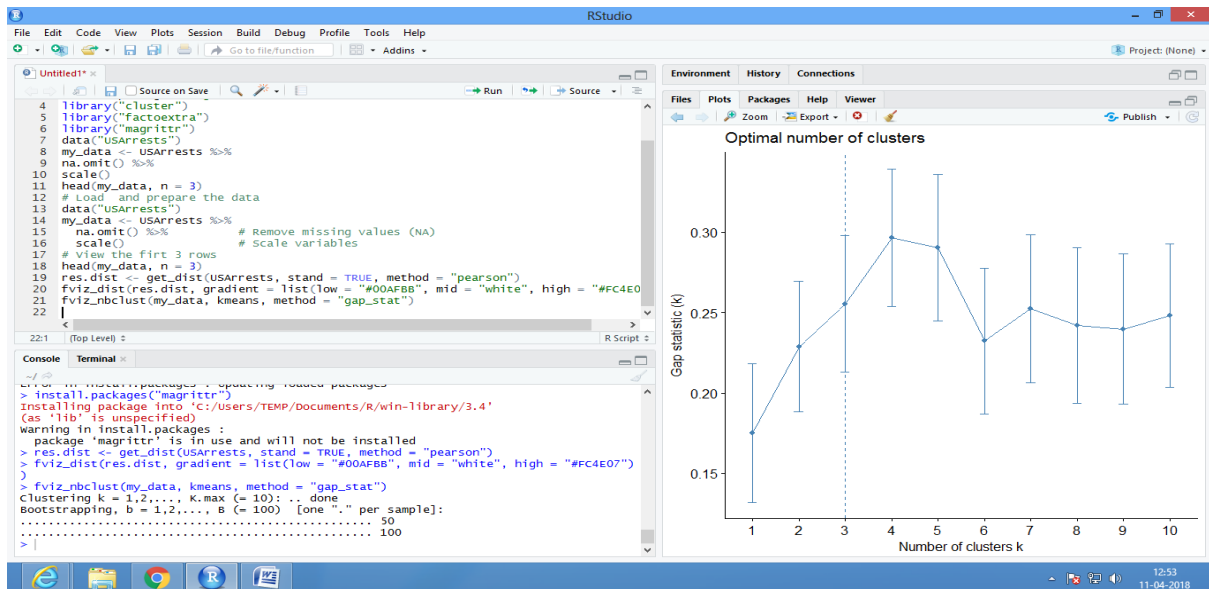 RStudio
File Edit Code View Plots Session Build Debug Profile Tools Help
Go to file/function Addins Project: (None)
Untitled1*
Source on Save Run Source
4 library("cluster")
5 library("factoextra")
6 library("magrittr")
7 data("USArrests")
8 my_data <- USArrests %>%
9 na.omit() %>%
10 scale()
11 head(my_data, n = 3)
12 # Load and prepare the data
13 data("USArrests")
14 my_data <- USArrests %>%
15 na.omit() %>% # Remove missing values (NA)
16 scale() # Scale variables
17 # View the firt 3 rows
18 head(my_data, n = 3)
19 res.dist <- get_dist(USArrests, stand = TRUE, method = "pearson")
20 fviz_dist(res.dist, gradient = list(low = "#00AFBB", mid = "white", high = "#FC4E0
21 fviz_nbclust(my_data, kmeans, method = "gap_stat")
22
22:1 (Top Level) R Script
Console Terminal
~/
Error in install.packages : Updating loaded packages
> install.packages("magrittr")
Installing package into ‘C:/Users/TEMP/Documents/R/win-library/3.4’
(as ‘lib’ is unspecified)
Warning in install.packages :
package ‘magrittr’ is in use and will not be installed
> res.dist <- get_dist(USArrests, stand = TRUE, method = "pearson")
> fviz_dist(res.dist, gradient = list(low = "#00AFBB", mid = "white", high = "#FC4E07")
)
> fviz_nbclust(my_data, kmeans, method = "gap_stat")
Clustering k = 1,2,..., K.max (= 10): .. done
Bootstrapping, b = 1,2,..., B (= 100) [one "." per sample]:
.................................................. 50
.................................................. 100
>
Environment History Connections
Files Plots Packages Help Viewer
Zoom Export Publish
Optimal number of clusters
Gap statistic (k)
0.30
0.25
0.20
0.15
1 2 3 4 5 6 7 8 9 10
Number of clusters k
12:53
11-04-2018